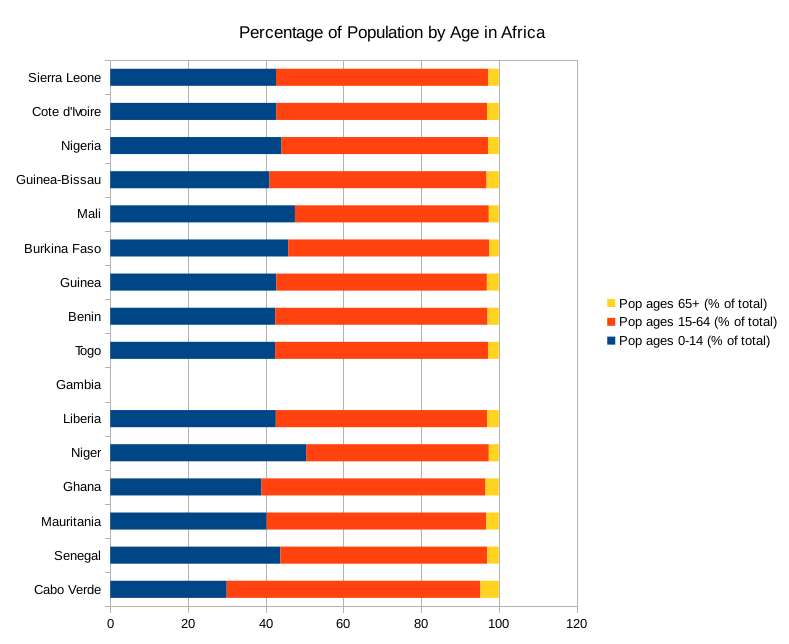 Percentage of Population by Age in Africa
Sierra Leone
Cote d'Ivoire
Nigeria
Guinea-Bissau
Mali
Burkina Faso
Guinea
Benin
Togo
Gambia
Liberia
Niger
Ghana
Mauritania
Senegal
Cabo Verde
0 20 40 60 80 100 120
Pop ages 65+ (% of total)
Pop ages 15-64 (% of total)
Pop ages 0-14 (% of total)